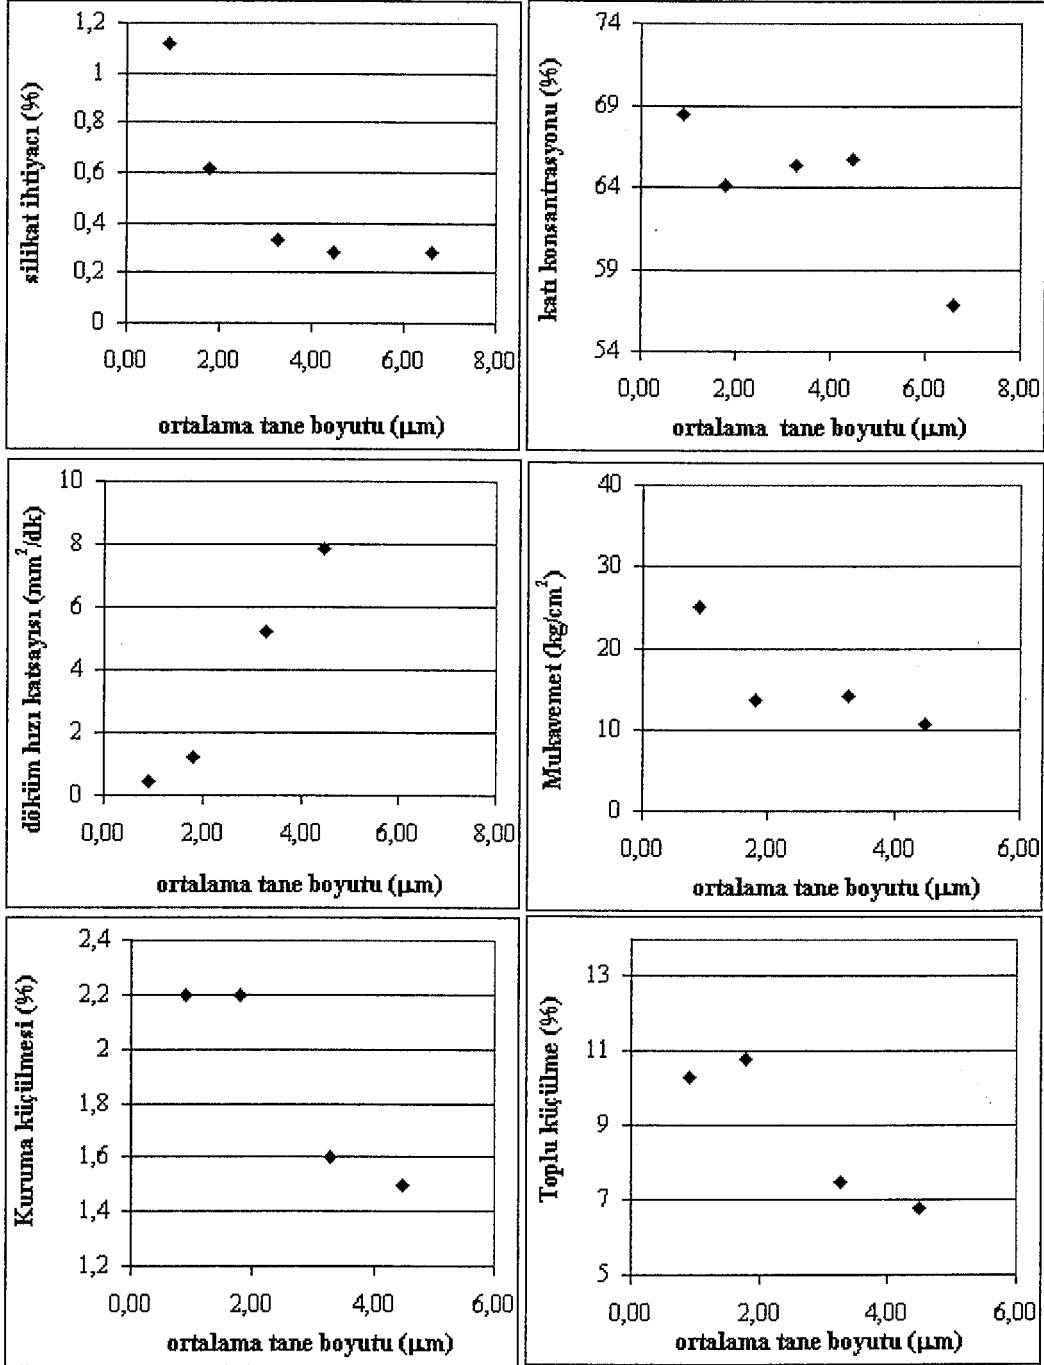 silikat ihtiyacı (%)
1,2
1
0,8
0,6
0,4
0,2
0
0,00 2,00 4,00 6,00 8,00
ortalama tane boyutu (μm)
katı konsantrasyonu (%)
74
69
64
59
54
0,00 2,00 4,00 6,00 8,00
ortalama tane boyutu (μm)
döküm hızı katsayısı (mm²/dk)
10
8
6
4
2
0
0,00 2,00 4,00 6,00 8,00
ortalama tane boyutu (μm)
Mukavemet (kg/cm²)
40
30
20
10
0
0,00 2,00 4,00 6,00
ortalama tane boyutu (μm)
Kuruma küçülmesi (%)
2,4
2,2
2
1,8
1,6
1,4
1,2
0,00 2,00 4,00 6,00
ortalama tane boyutu (μm)
Toplu küçülme (%)
13
11
9
7
5
0,00 2,00 4,00 6,00
ortalama tane boyutu (μm)